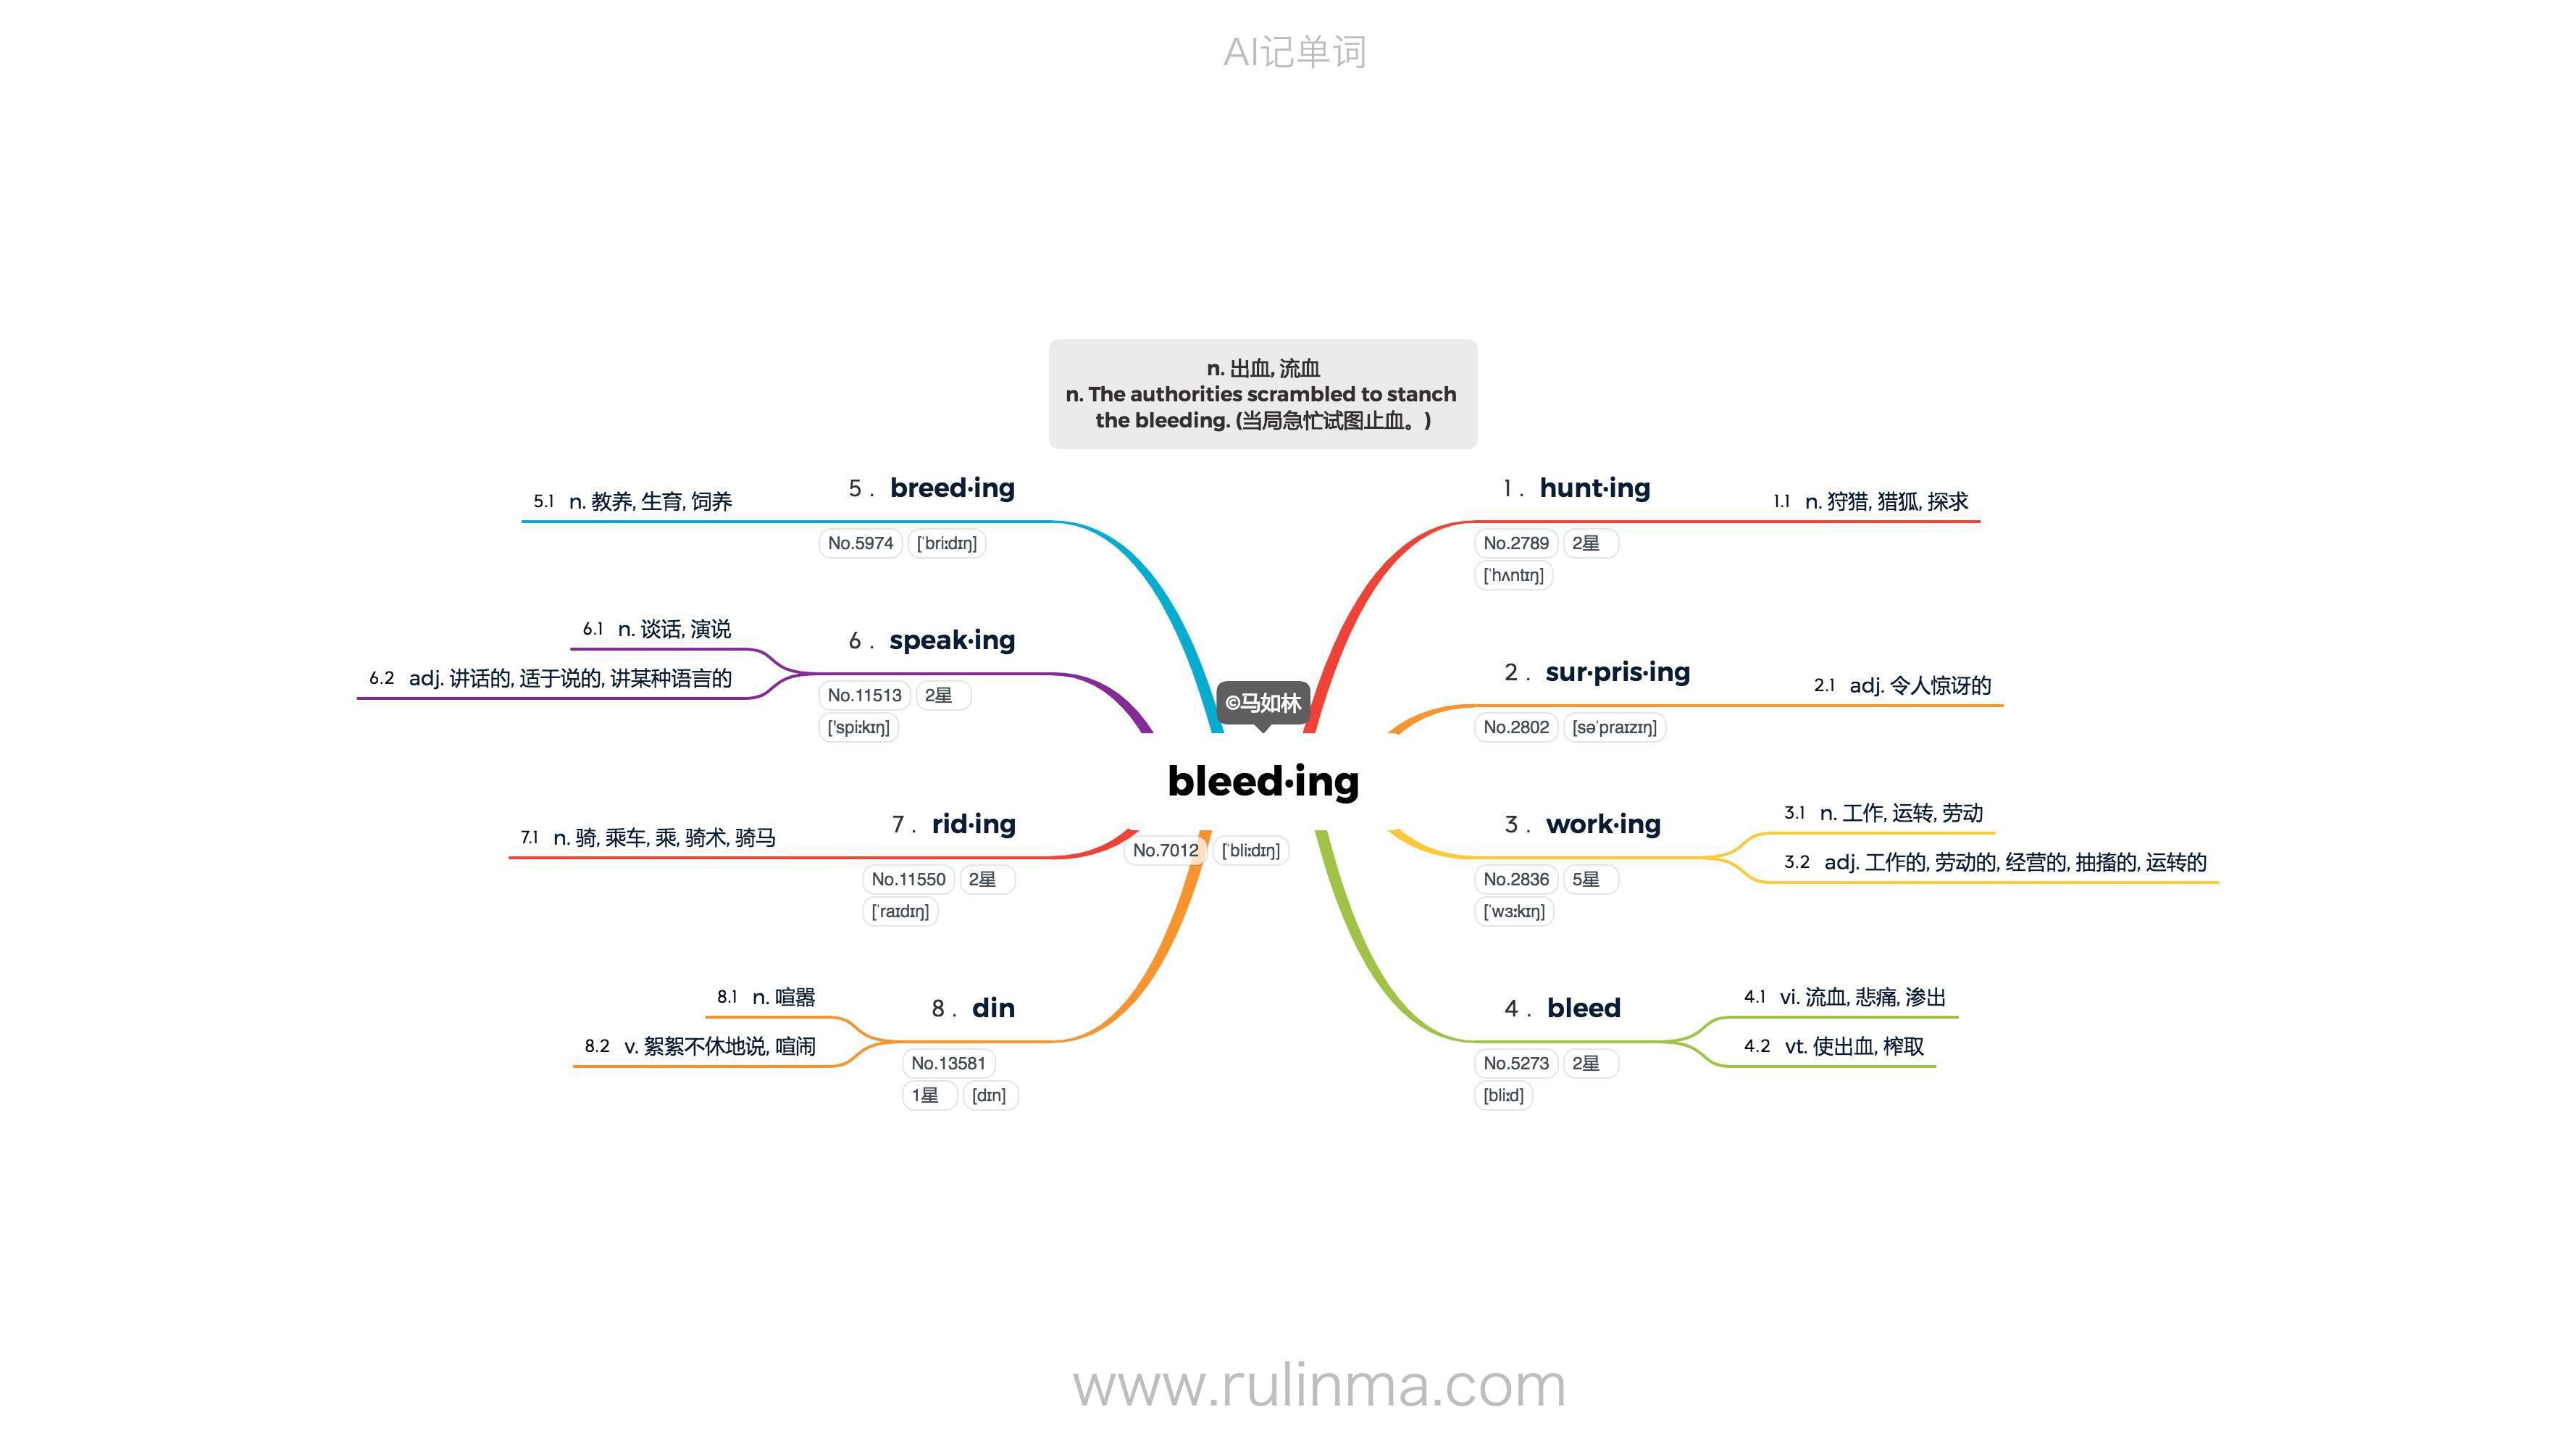 AI记单词
n. 出血, 流血
n. The authorities scrambled to stanch
the bleeding. (当局急忙试图止血。)
©马如林
bleed·ing
No.7012 [ˈbliːdɪŋ]
1. hunt·ing
No.2789 2星
[ˈhʌntɪŋ]
1.1 n. 狩猎, 猎狐, 探求
2. sur·pris·ing
No.2802 [səˈpraɪzɪŋ]
2.1 adj. 令人惊讶的
3. work·ing
No.2836 5星
[ˈwɜːkɪŋ]
3.1 n. 工作, 运转, 劳动
3.2 adj. 工作的, 劳动的, 经营的, 抽搐的, 运转的
4. bleed
No.5273 2星
[bliːd]
4.1 vi. 流血, 悲痛, 渗出
4.2 vt. 使出血, 榨取
5. breed·ing
No.5974 [ˈbriːdɪŋ]
5.1 n. 教养, 生育, 饲养
6. speak·ing
No.11513 2星
['spiːkɪŋ]
6.1 n. 谈话, 演说
6.2 adj. 讲话的, 适于说的, 讲某种语言的
7. rid·ing
No.11550 2星
[ˈraɪdɪŋ]
7.1 n. 骑, 乘车, 乘, 骑术, 骑马
8. din
No.13581
1星 [dɪn]
8.1 n. 喧嚣
8.2 v. 絮絮不休地说, 喧闹
www.rulinma.com